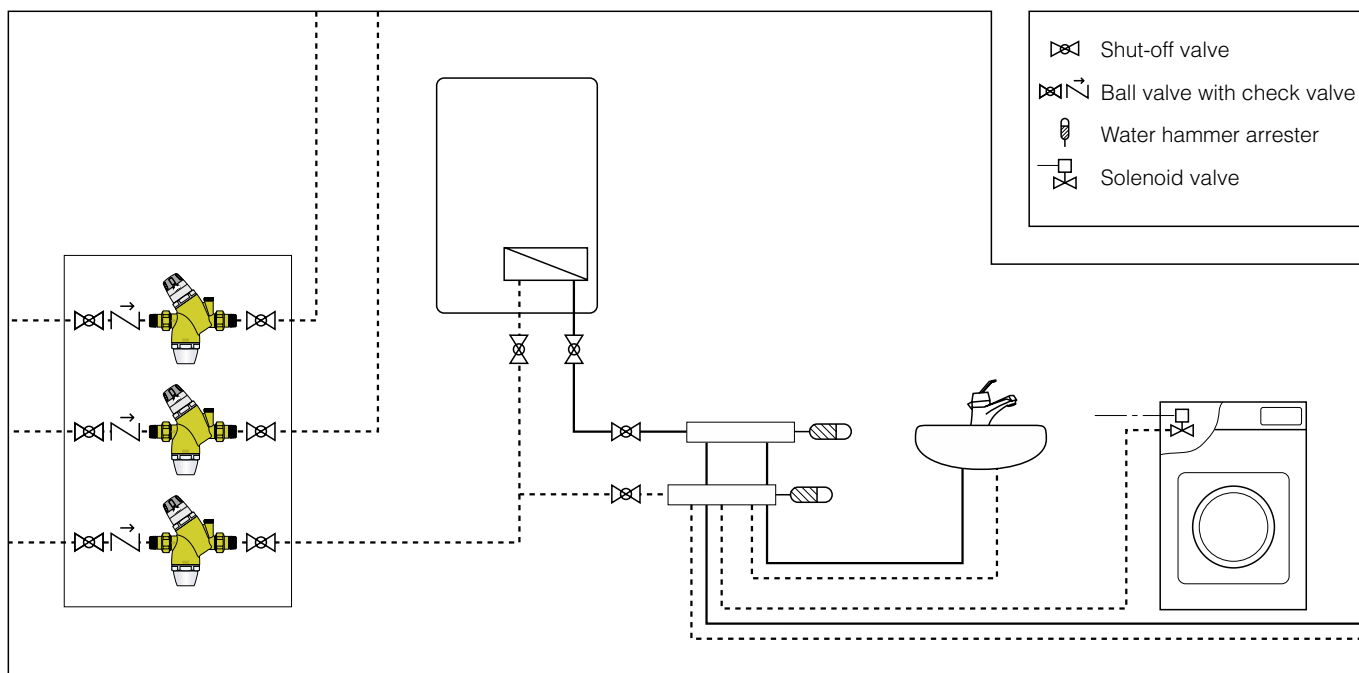 Shut-off valve
Ball valve with check valve
Water hammer arrester
Solenoid valve